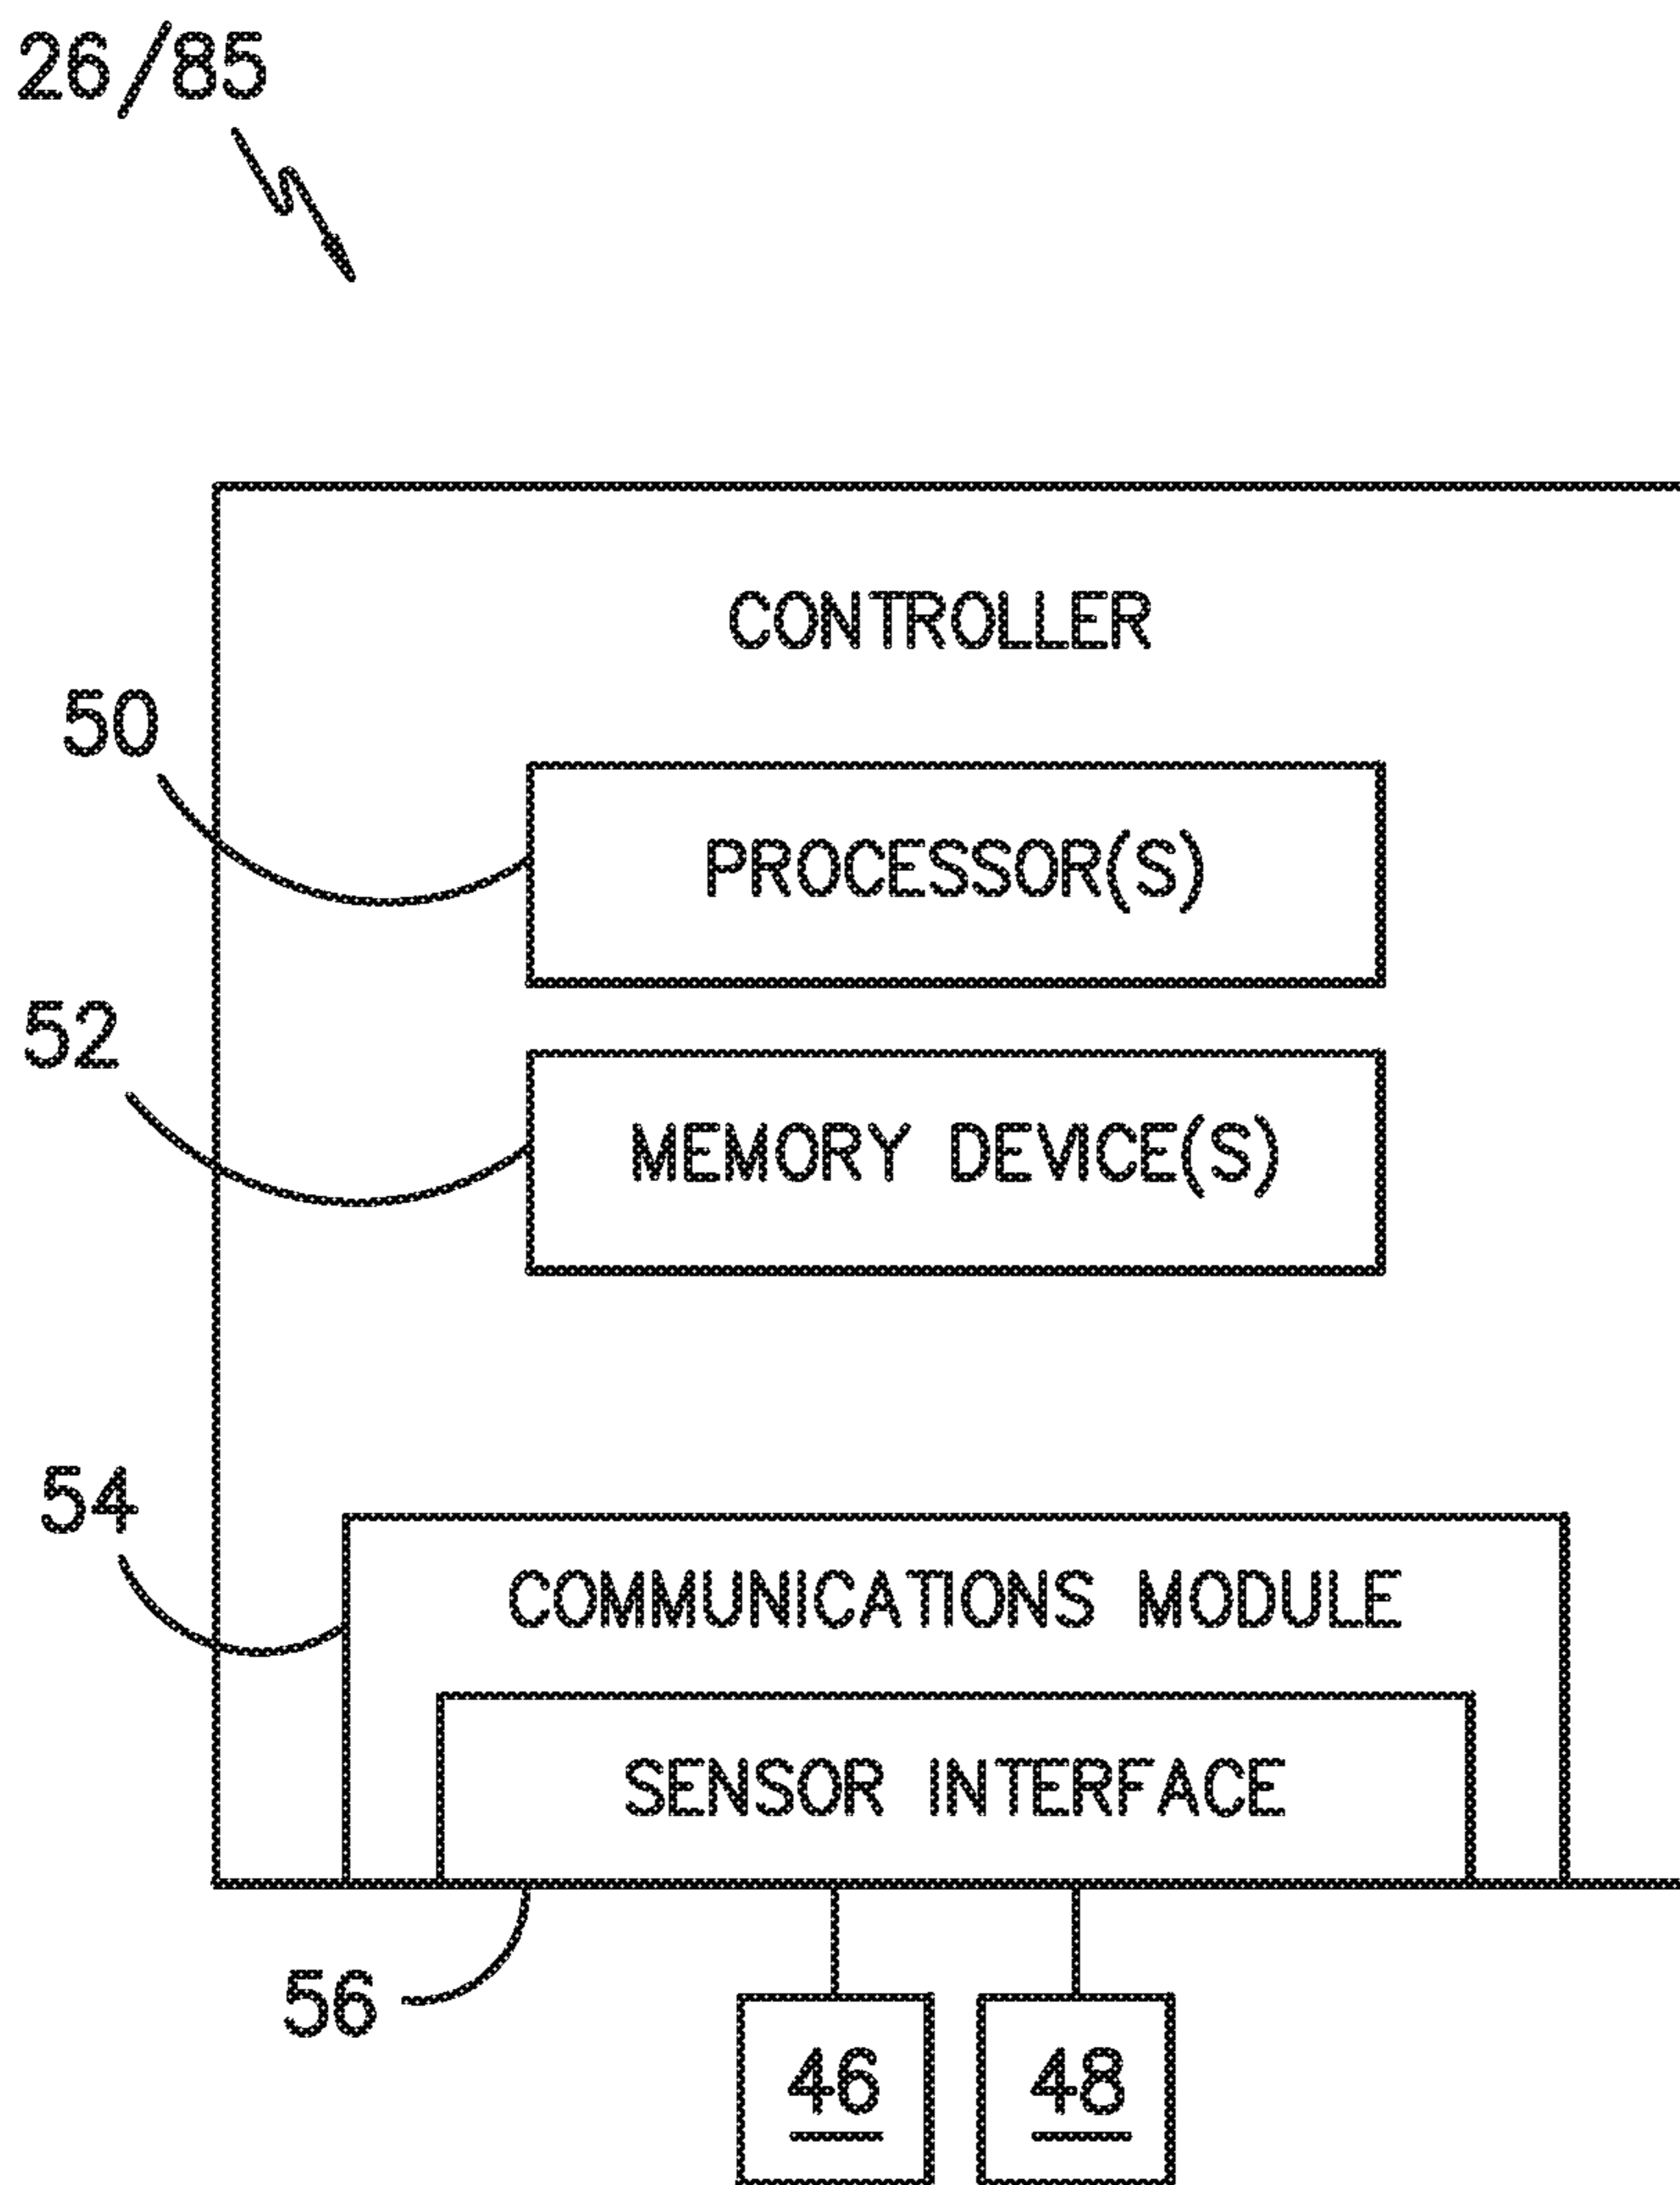 26/85
CONTROLLER
50
PROCESSOR(S)
52
MEMORY DEVICE(S)
54
COMMUNICATIONS MODULE
SENSOR INTERFACE
56
46
48